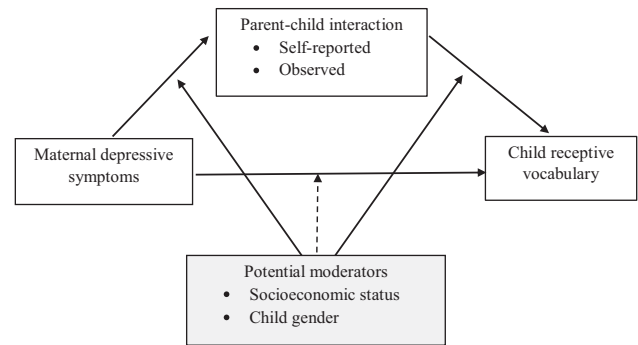 Parent-child interaction
• Self-reported
• Observed
Maternal depressive
symptoms
Child receptive
vocabulary
Potential moderators
• Socioeconomic status
• Child gender